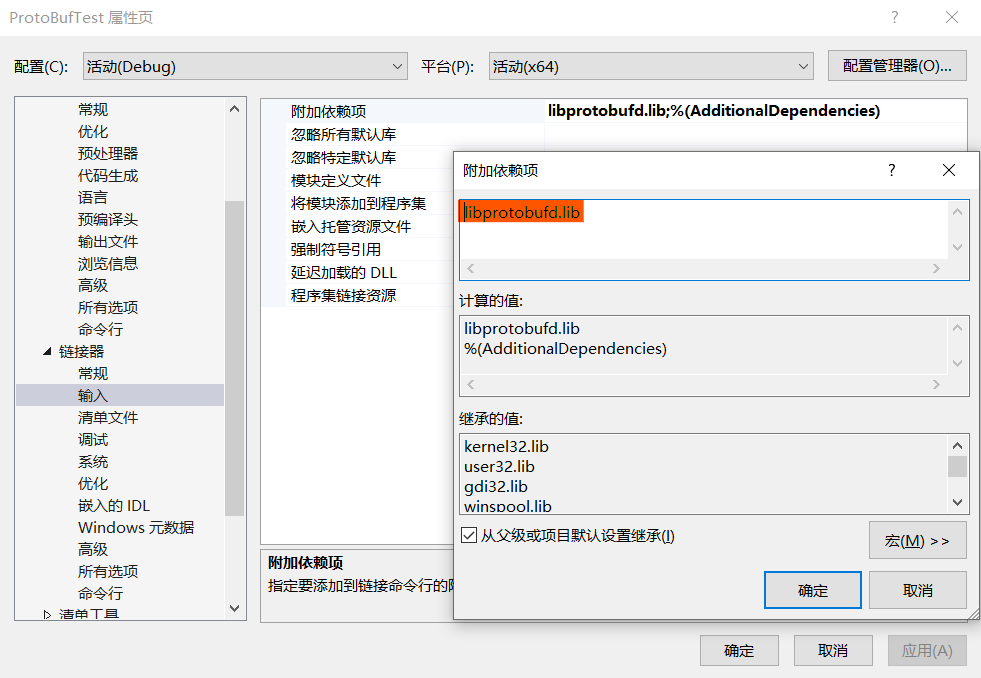 ProtoBufTest 属性页
配置(C):
活动(Debug)
平台(P):
活动(x64)
配置管理器(O)...
常规
优化
预处理器
代码生成
语言
预编译头
输出文件
浏览信息
高级
所有选项
命令行
链接器
常规
输入
清单文件
调试
系统
优化
嵌入的 IDL
Windows 元数据
高级
所有选项
命令行
清单工具
附加依赖项
libprotobufd.lib;%(AdditionalDependencies)
忽略所有默认库
忽略特定默认库
模块定义文件
将模块添加到程序集
嵌入托管资源文件
强制符号引用
延迟加载的 DLL
程序集链接资源
附加依赖项
指定要添加到链接命令行的
附加依赖项
libprotobufd.lib
计算的值:
libprotobufd.lib
%(AdditionalDependencies)
继承的值:
kernel32.lib
user32.lib
gdi32.lib
winspool.lib
从父级或项目默认设置继承(I)
宏(M) >>
确定
取消
确定
取消
应用(A)